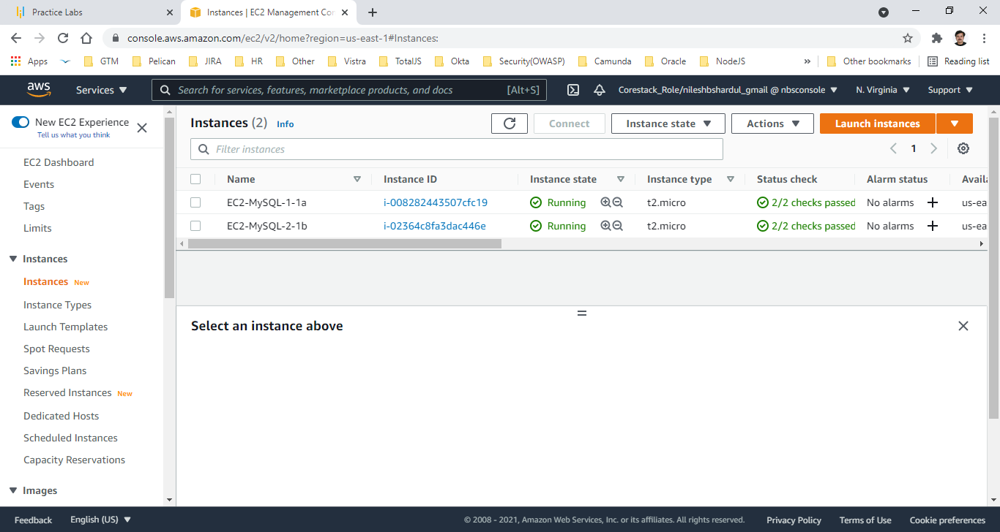 Practice Labs
Instances | EC2 Management Con
console.aws.amazon.com/ec2/v2/home?region=us-east-1#Instances:
Apps GTM Pelican JIRA HR Other Vistra TotalJS Okta Security(OWASP) Camunda Oracle NodeJS » Other bookmarks Reading list
aws Services Search for services, features, marketplace products, and docs [Alt+S] Corestack_Role/nileshbshardul_gmail @ nbsconsole N. Virginia Support
New EC2 Experience
Tell us what you think
EC2 Dashboard
Events
Tags
Limits
Instances
Instances New
Instance Types
Launch Templates
Spot Requests
Savings Plans
Reserved Instances New
Dedicated Hosts
Scheduled Instances
Capacity Reservations
Images
Instances (2) Info Connect Instance state Actions Launch instances
Filter instances 1
Name Instance ID Instance state Instance type Status check Alarm status Availa
EC2-MySQL-1-1a i-008282443507cfc19 Running t2.micro 2/2 checks passed No alarms us-ea
EC2-MySQL-2-1b i-02364c8fa3dac446e Running t2.micro 2/2 checks passed No alarms us-ea
Select an instance above
Feedback English (US) © 2008 - 2021, Amazon Web Services, Inc. or its affiliates. All rights reserved. Privacy Policy Terms of Use Cookie preferences